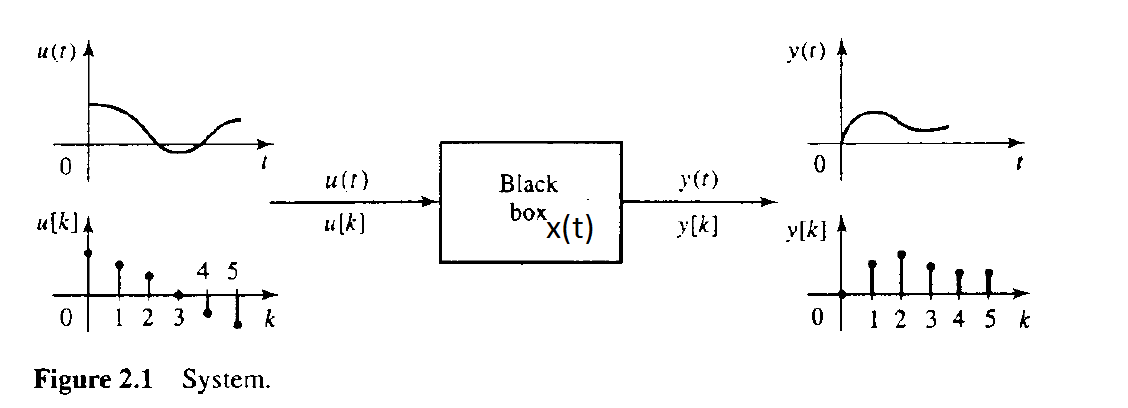 u(t)
0
t
u[k]
4 5
0 1 2 3 k
u(t)
u[k]
Black
box
x(t)
y(t)
y[k]
y(t)
0
t
y[k]
0 1 2 3 4 5 k
Figure 2.1 System.